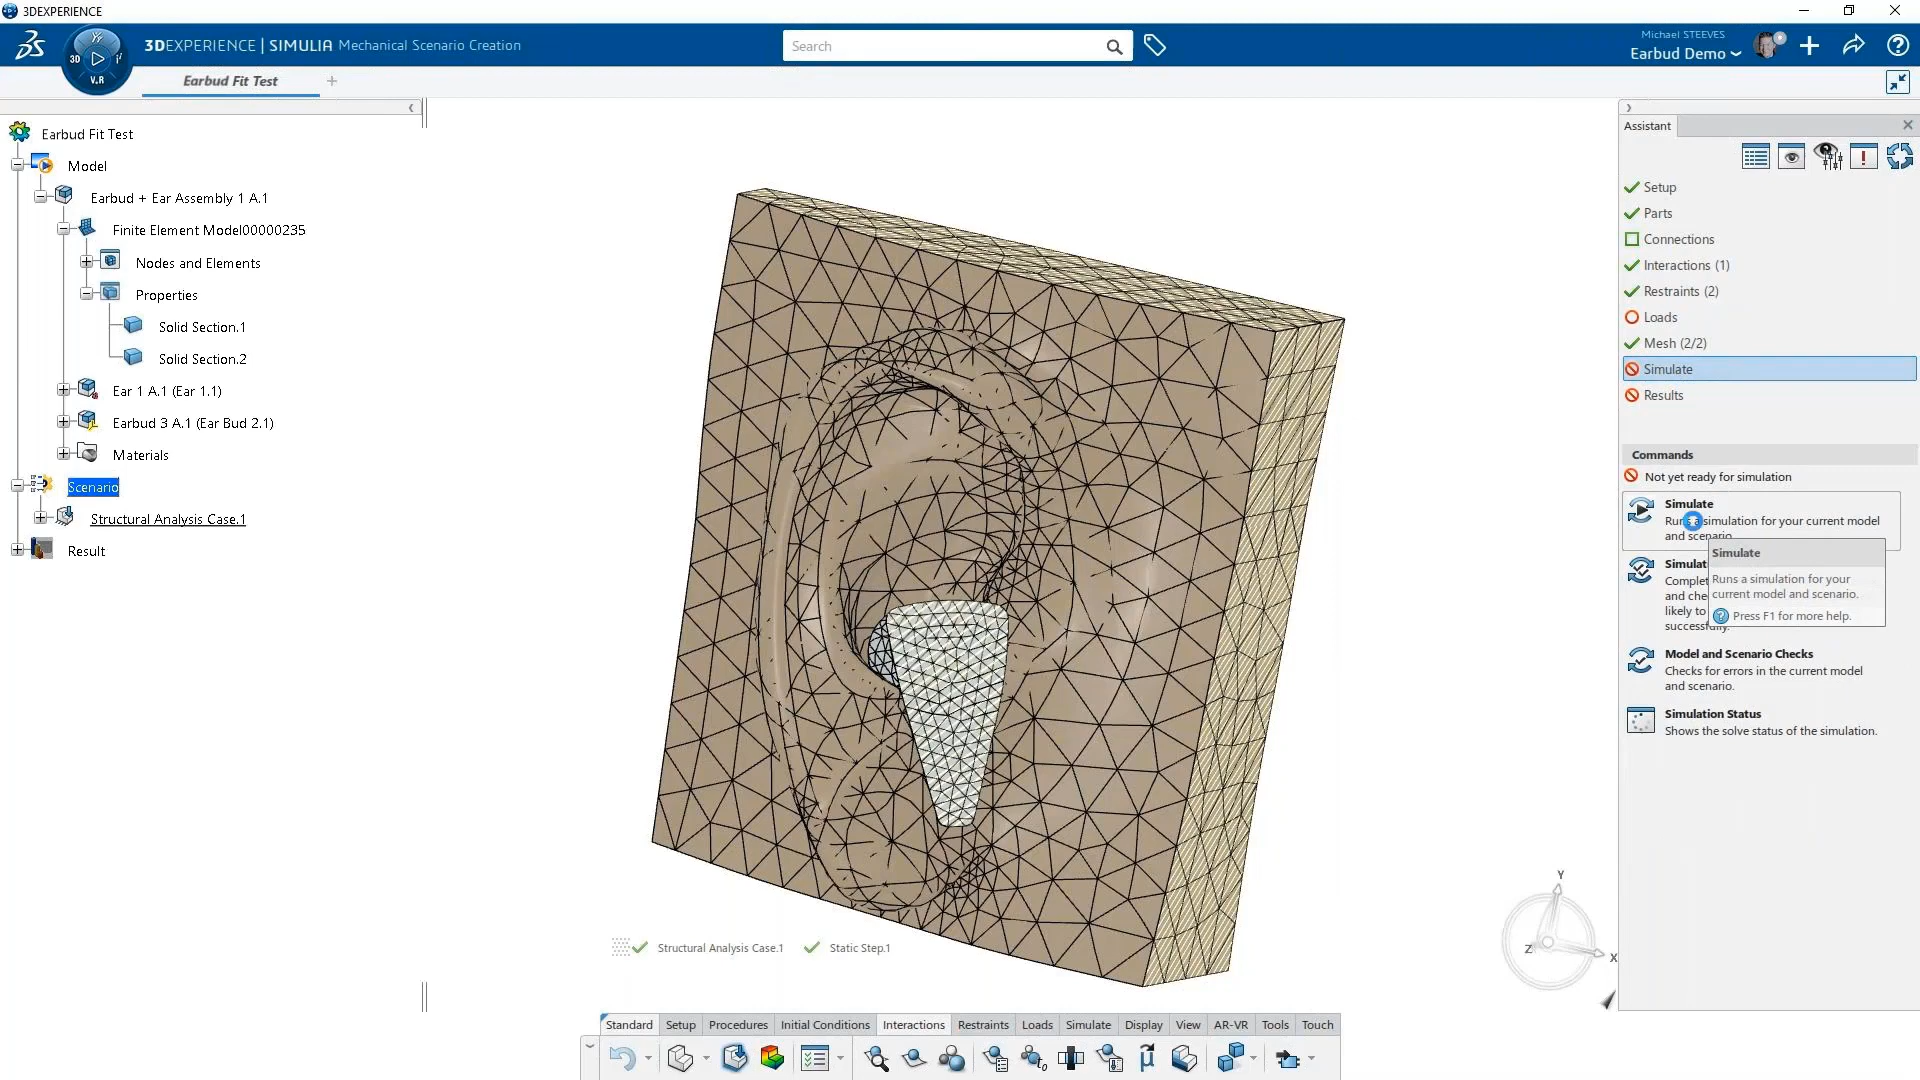 3DEXPERIENCE
3DEXPERIENCE | SIMULIA Mechanical Scenario Creation
Search
Michael STEEVES
Earbud Demo
3D
V.R
Earbud Fit Test
+
Assistant
Earbud Fit Test
Model
Earbud + Ear Assembly 1 A.1
Finite Element Model00000235
Nodes and Elements
Properties
Solid Section.1
Solid Section.2
Ear 1 A.1 (Ear 1.1)
Earbud 3 A.1 (Ear Bud 2.1)
Materials
Scenario
Structural Analysis Case.1
Result
Setup
Parts
Connections
Interactions (1)
Restraints (2)
Loads
Mesh (2/2)
Simulate
Results
Commands
Not yet ready for simulation
Simulate
Runs a simulation for your current model
and scenario.
Simulat
Complet
and che
likely to
successfully.
Simulate
Runs a simulation for your
current model and scenario.
Press F1 for more help.
Model and Scenario Checks
Checks for errors in the current model
and scenario.
Simulation Status
Shows the solve status of the simulation.
Y
Z
X
Structural Analysis Case.1
Static Step.1
Standard
Setup
Procedures
Initial Conditions
Interactions
Restraints
Loads
Simulate
Display
View
AR-VR
Tools
Touch